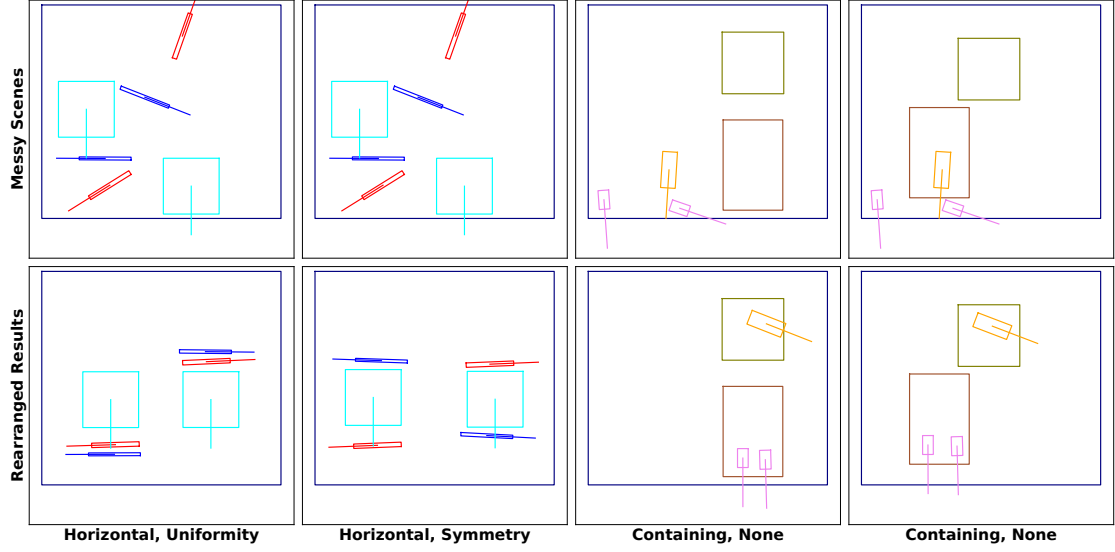 Messy Scenes
Rearranged Results
Horizontal, Uniformity
Horizontal, Symmetry
Containing, None
Containing, None